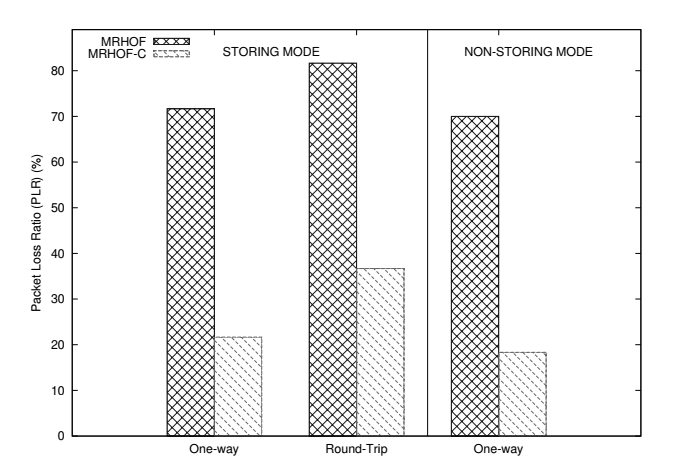 MRHOF
MRHOF-C
STORING MODE
NON-STORING MODE
Packet Loss Ratio (PLR) (%)
80
70
60
50
40
30
20
10
0
One-way
Round-Trip
One-way